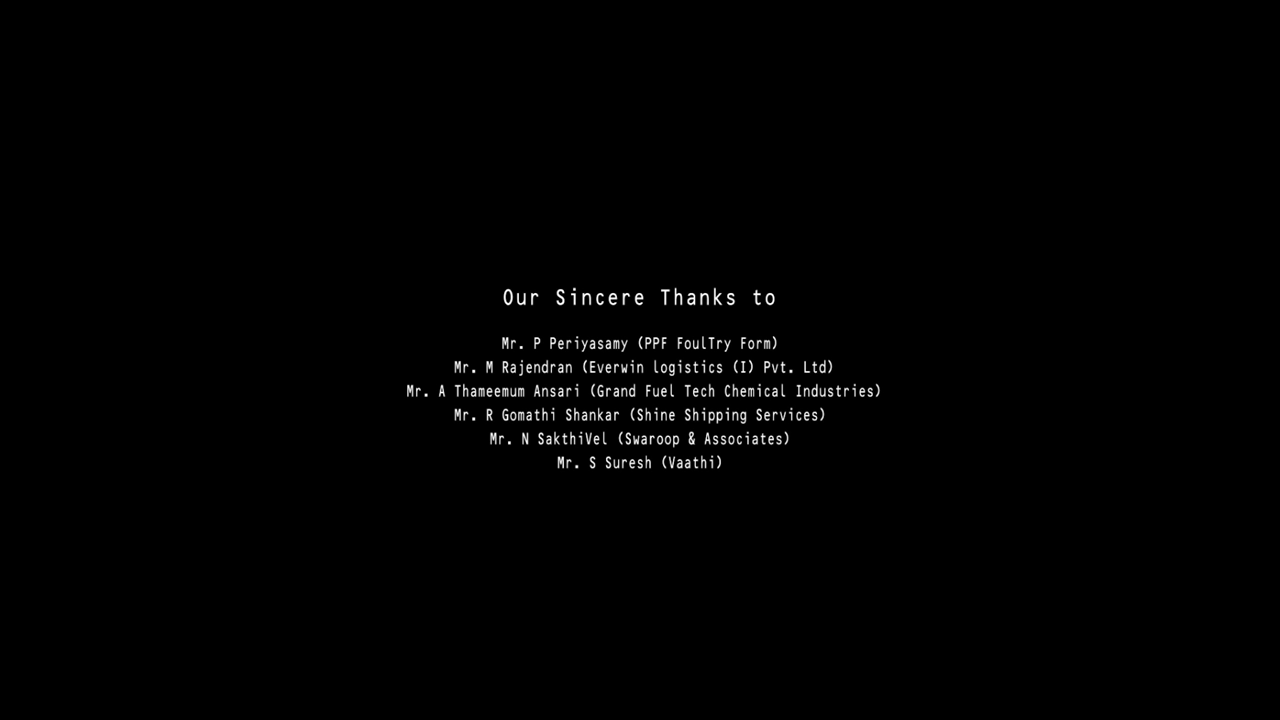 Our Sincere Thanks to
Mr. P Periyasamy (PPF FoulTry Form)
Mr. M Rajendran (Everwin logistics (I) Pvt. Ltd)
Mr. A Thameemum Ansari (Grand Fuel Tech Chemical Industries)
Mr. R Gomathi Shankar (Shine Shipping Services)
Mr. N SakthiVel (Swaroop & Associates)
Mr. S Suresh (Vaathi)